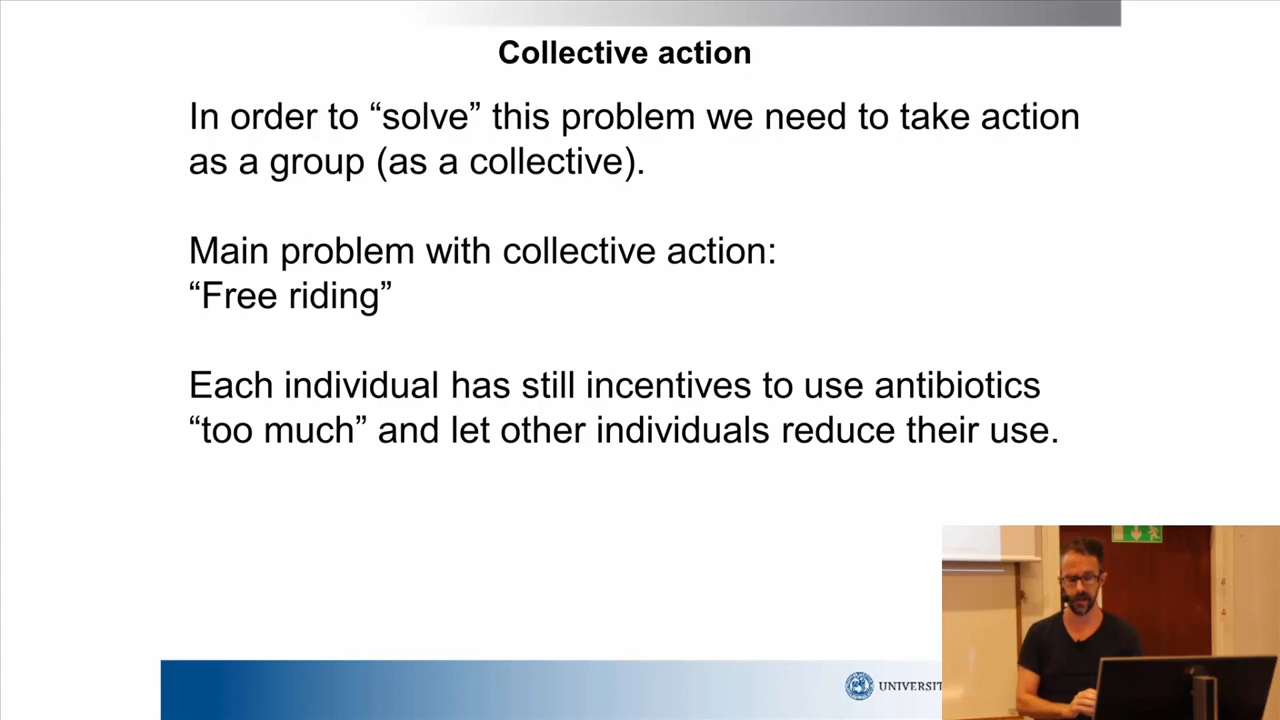 Collective action
In order to “solve” this problem we need to take action
as a group (as a collective).
Main problem with collective action:
“Free riding”
Each individual has still incentives to use antibiotics
“too much” and let other individuals reduce their use.